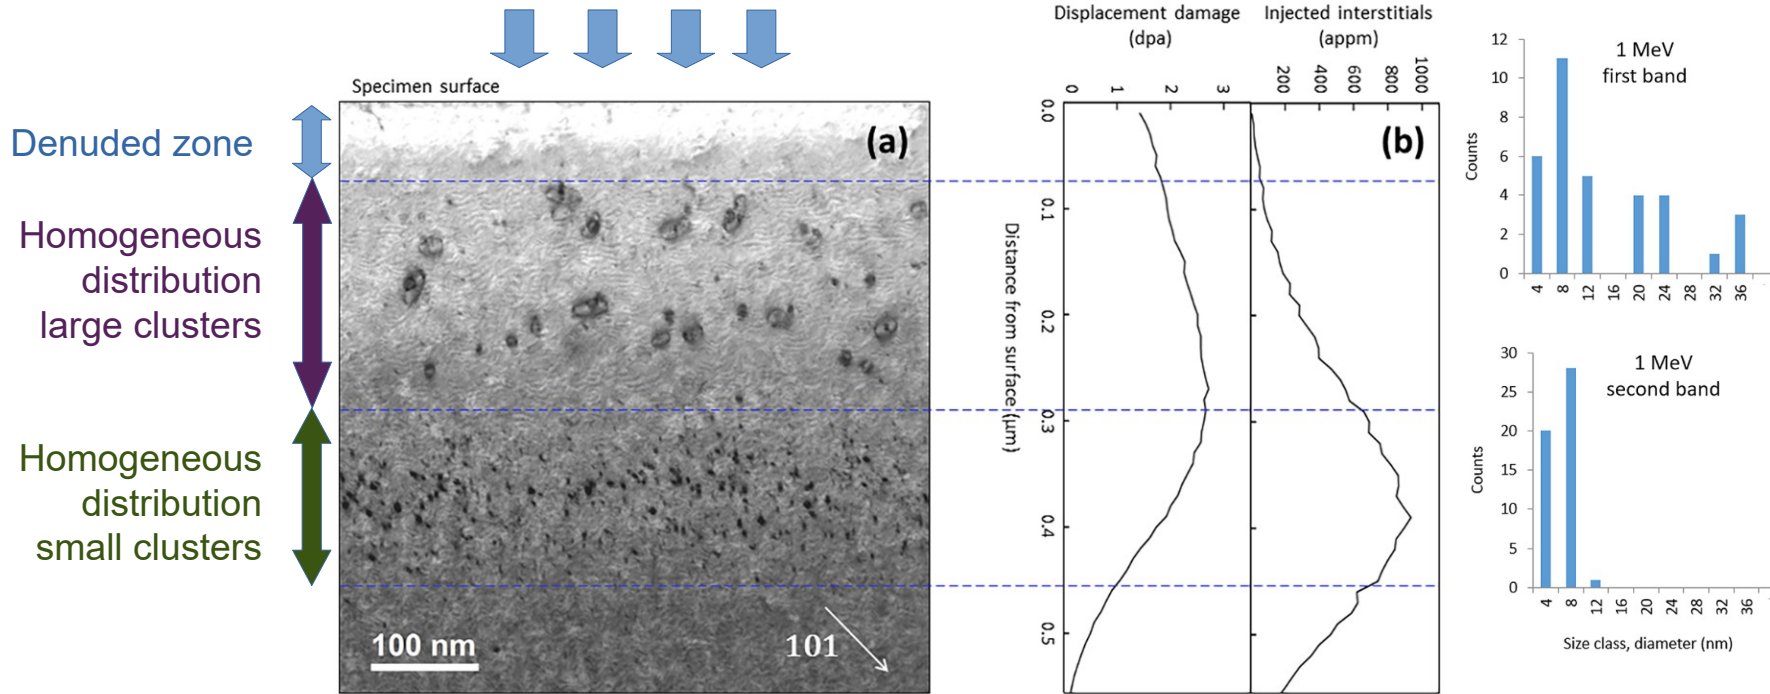 Specimen surface
Denuded zone
Homogeneous
distribution
large clusters
Homogeneous
distribution
small clusters
(a)
100 nm
101
Displacement damage
(dpa)
0
1
2
3
Injected interstitials
(appm)
200
400
600
800
1000
(b)
Distance from surface (µm)
0.0
0.1
0.2
0.3
0.4
0.5
1 MeV
first band
Counts
12
10
8
6
4
2
0
4 8 12 16 20 24 28 32 36
1 MeV
second band
Counts
30
25
20
15
10
5
0
4 8 12 16 20 24 28 32 36
Size class, diameter (nm)